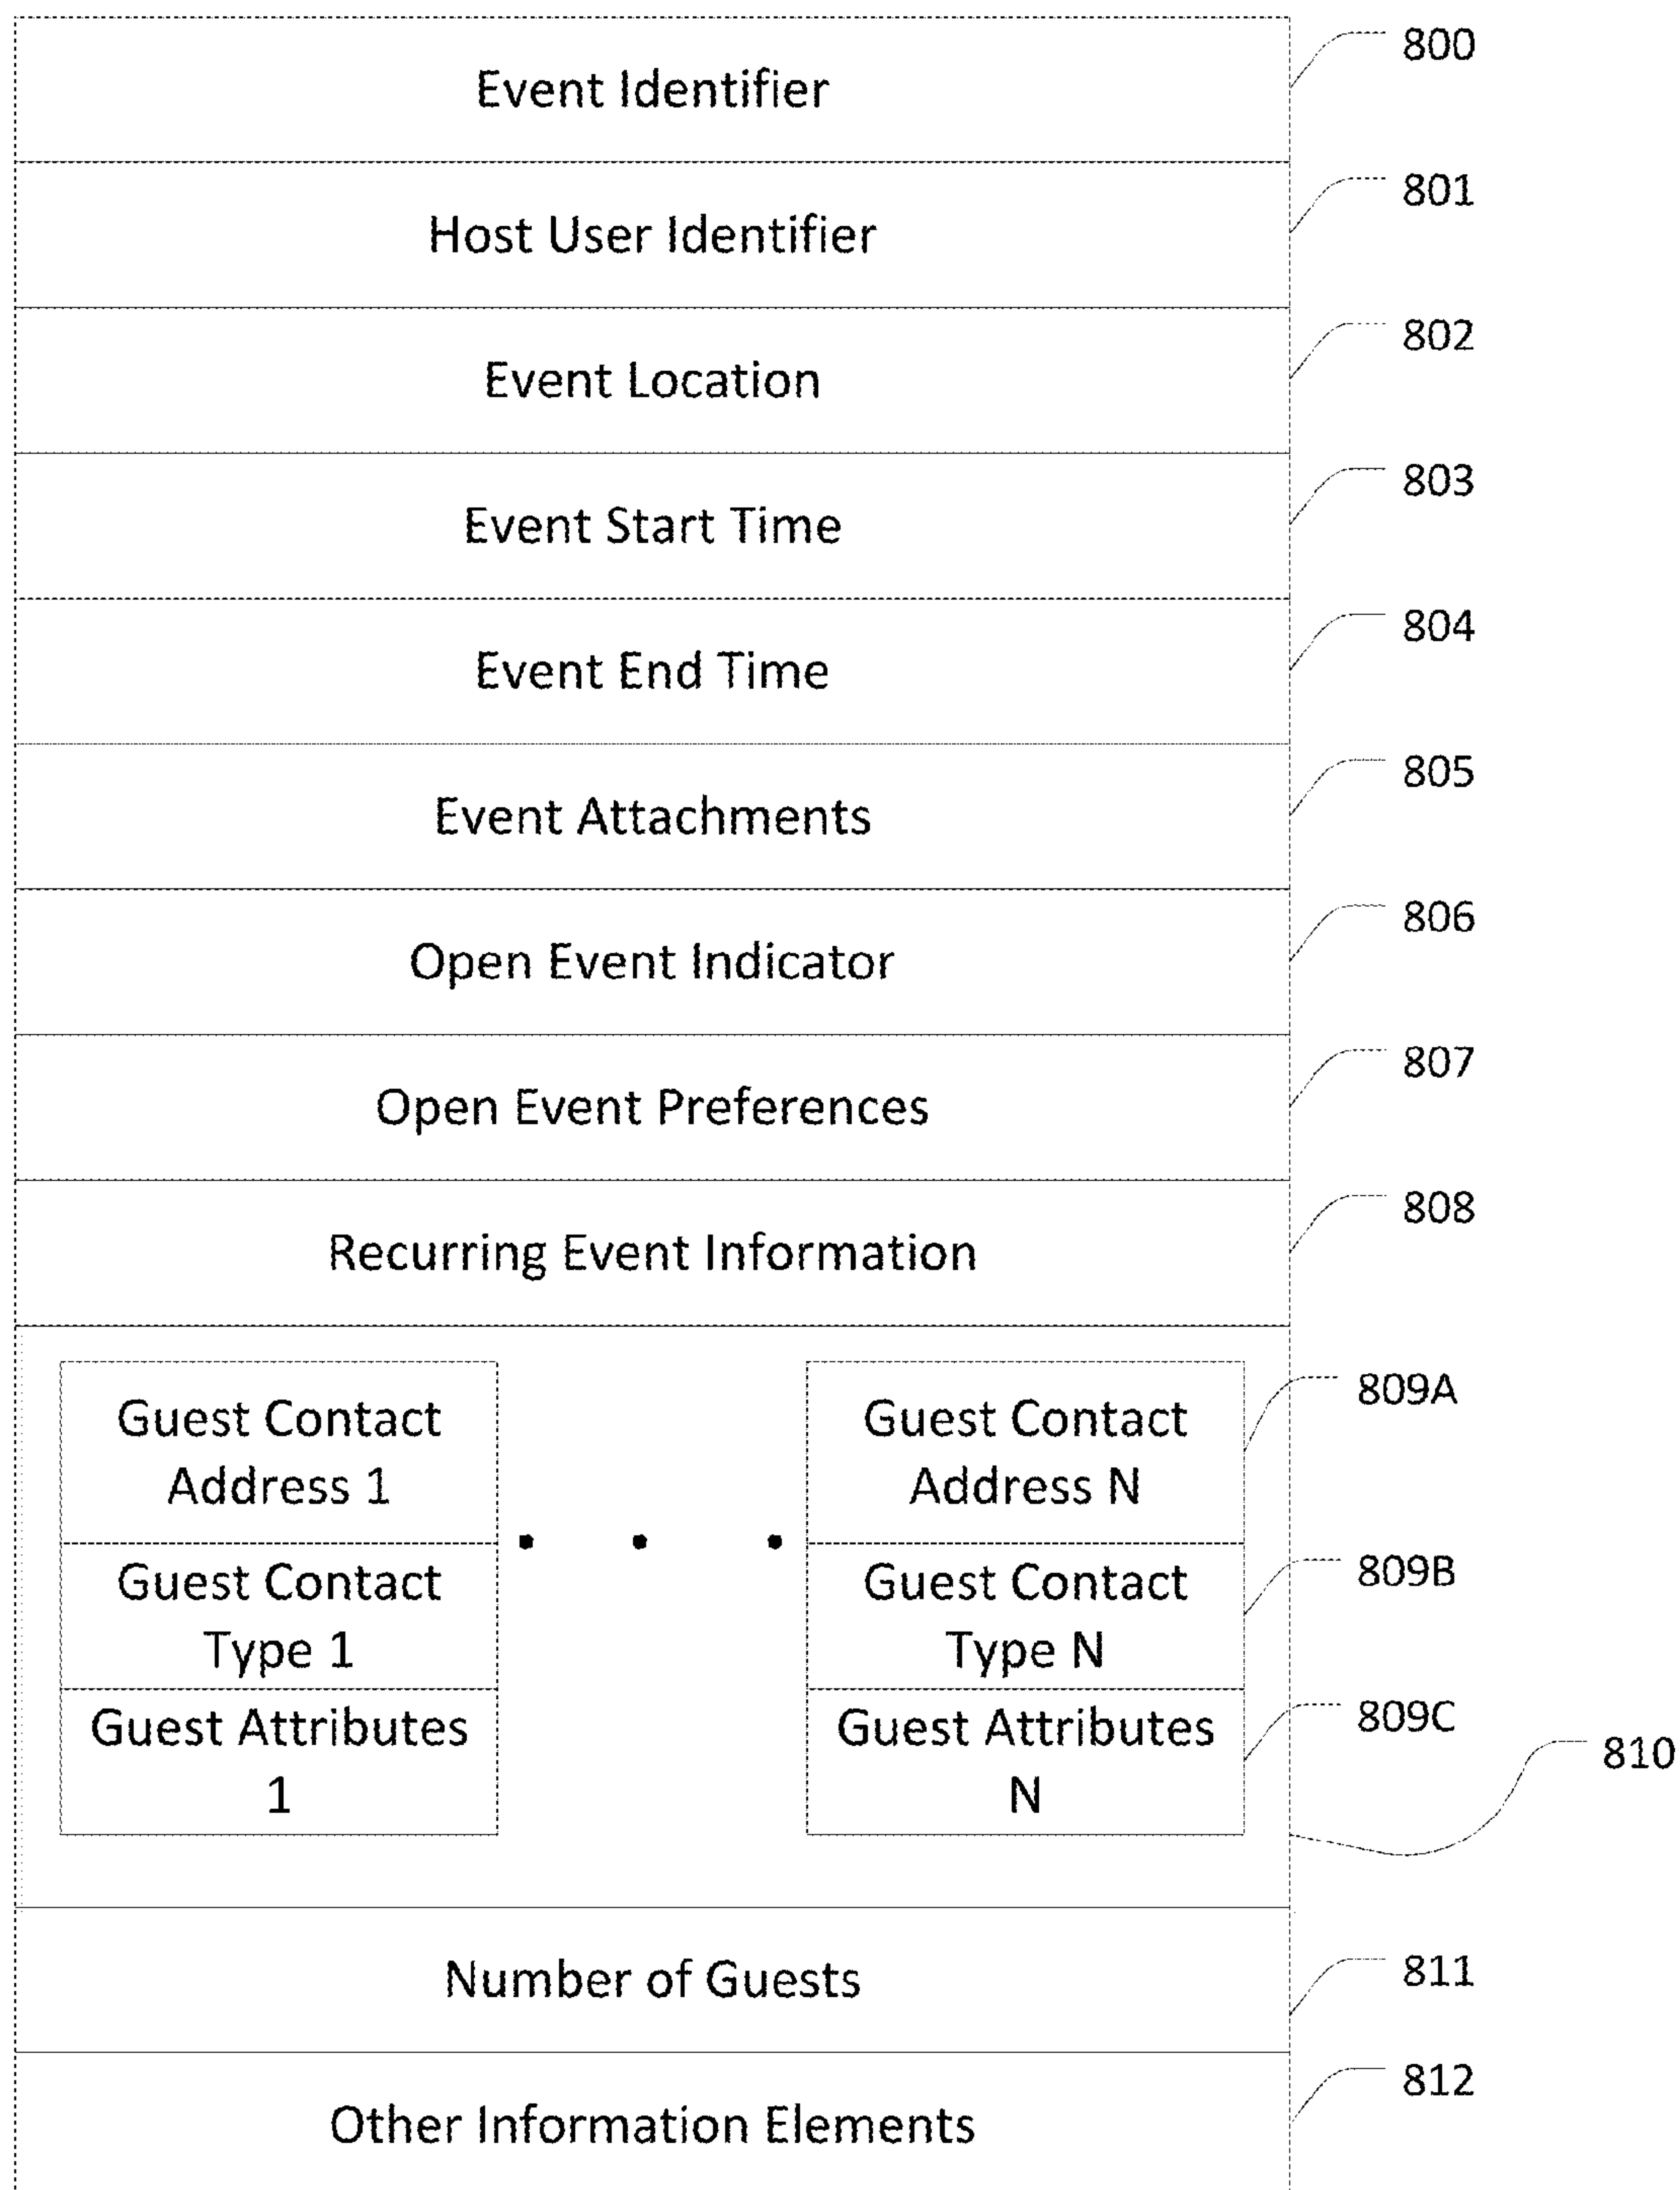 Event Identifier
800
Host User Identifier
801
Event Location
802
Event Start Time
803
Event End Time
804
Event Attachments
805
Open Event Indicator
806
Open Event Preferences
807
Recurring Event Information
808
Guest Contact
Address 1
Guest Contact
Type 1
Guest Attributes
1
Guest Contact
Address N
Guest Contact
Type N
Guest Attributes
N
809A
809B
809C
810
Number of Guests
811
Other Information Elements
812